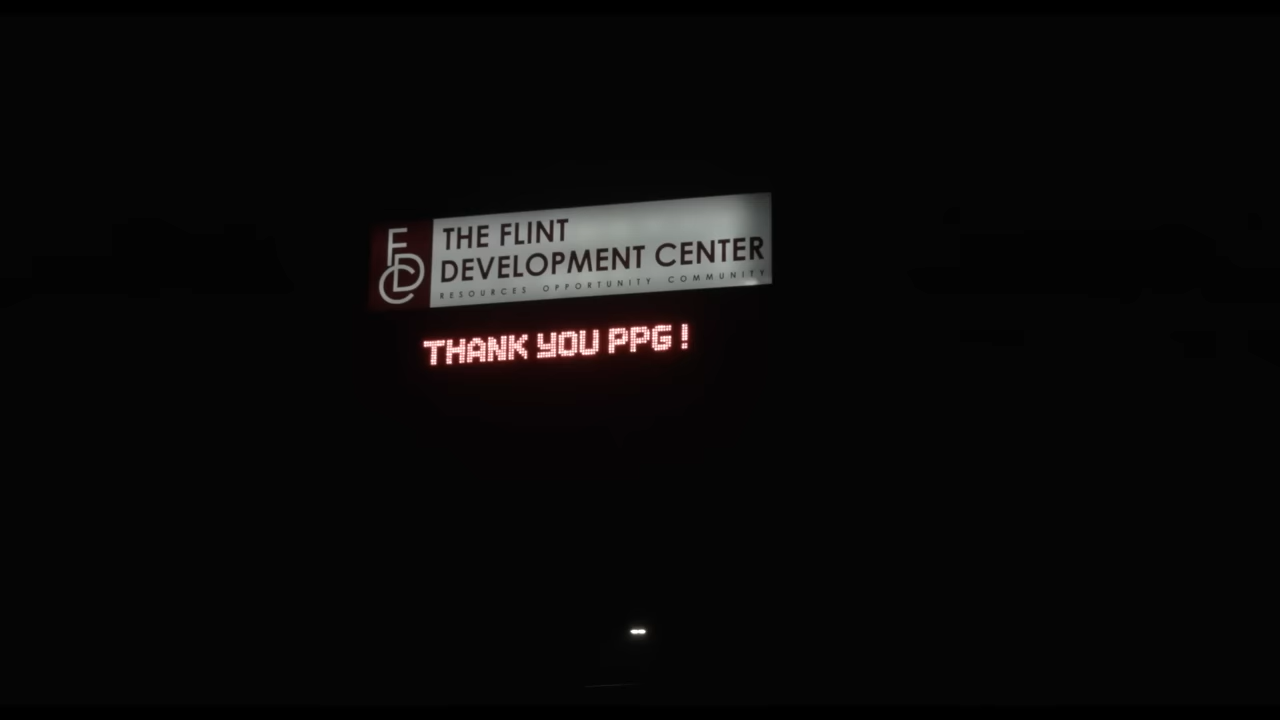 FDC
THE FLINT
DEVELOPMENT CENTER
RESOURCES OPPORTUNITY COMMUNITY
THANK YOU PPG!